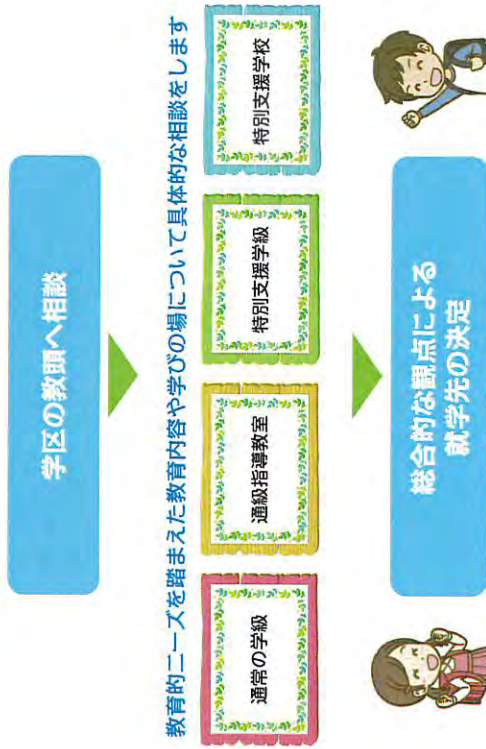 学区の教頭へ相談
教育的ニーズを踏まえた教育内容や学びの場について具体的な相談をします
通常の学級
通級指導教室
特別支援学級
特別支援学校
総合的な観点による
就学先の決定